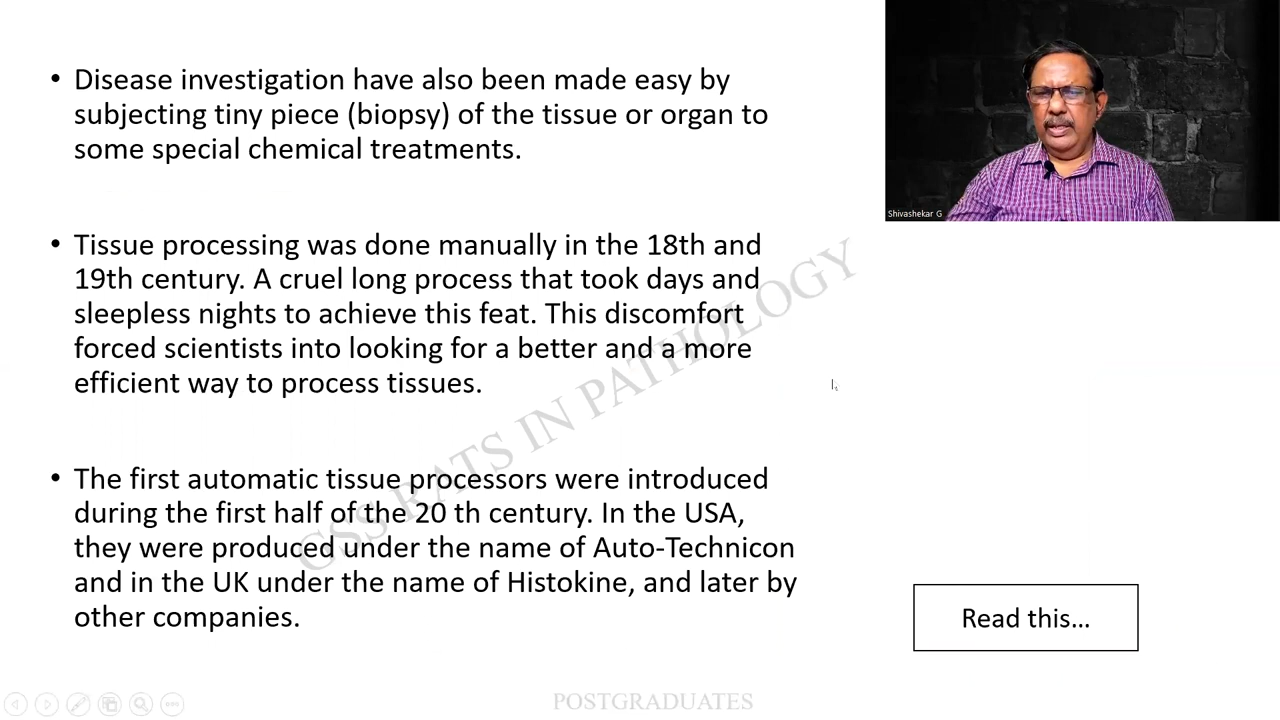 • Disease investigation have also been made easy by
subjecting tiny piece (biopsy) of the tissue or organ to
some special chemical treatments.
• Tissue processing was done manually in the 18th and
19th century. A cruel long process that took days and
sleepless nights to achieve this feat. This discomfort
forced scientists into looking for a better and a more
efficient way to process tissues.
• The first automatic tissue processors were introduced
during the first half of the 20 th century. In the USA,
they were produced under the name of Auto-Technicon
and in the UK under the name of Histokine, and later by
other companies.
Shivashekar G
GSS RATS IN PATHOLOGY
Read this...
POSTGRADUATES